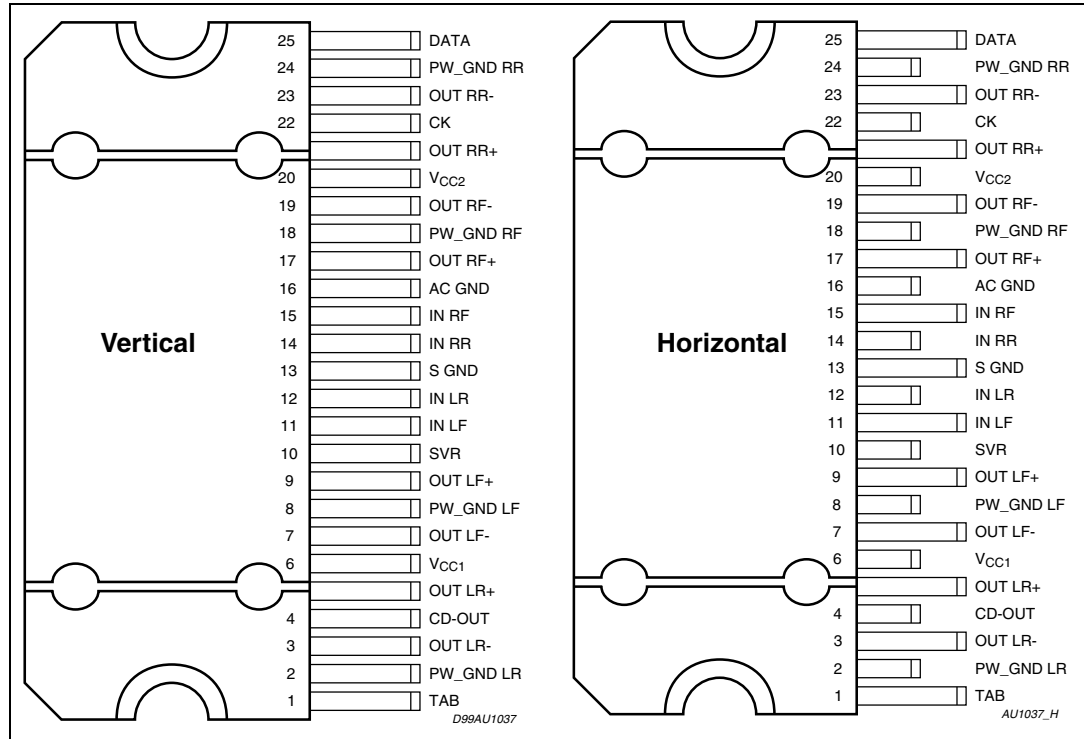 25 DATA
24 PW_GND RR
23 OUT RR-
22 CK
OUT RR+
20 VCC2
19 OUT RF-
18 PW_GND RF
17 OUT RF+
16 AC GND
15 IN RF
14 IN RR
13 S GND
12 IN LR
11 IN LF
10 SVR
9 OUT LF+
8 PW_GND LF
7 OUT LF-
6 VCC1
OUT LR+
4 CD-OUT
3 OUT LR-
2 PW_GND LR
1 TAB
Vertical
D99AU1037
25 DATA
24 PW_GND RR
23 OUT RR-
22 CK
OUT RR+
20 VCC2
19 OUT RF-
18 PW_GND RF
17 OUT RF+
16 AC GND
15 IN RF
14 IN RR
13 S GND
12 IN LR
11 IN LF
10 SVR
9 OUT LF+
8 PW_GND LF
7 OUT LF-
6 VCC1
OUT LR+
4 CD-OUT
3 OUT LR-
2 PW_GND LR
1 TAB
Horizontal
AU1037_H